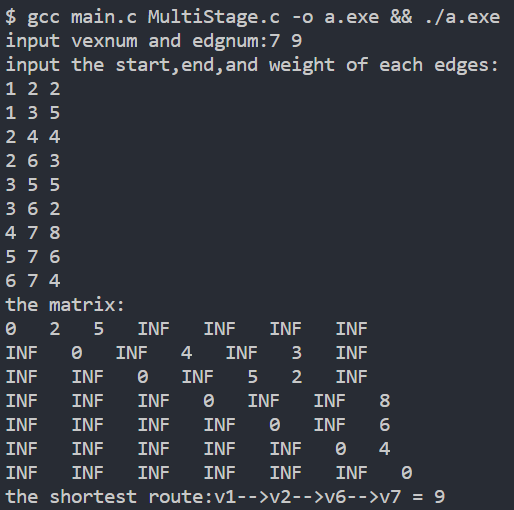 $ gcc main.c MultiStage.c -o a.exe && ./a.exe
input vexnum and edgnum:7 9
input the start,end,and weight of each edges:
1 2 2
1 3 5
2 4 4
2 6 3
3 5 5
3 6 2
4 7 8
5 7 6
6 7 4
the matrix:
0   2   5   INF   INF   INF   INF
INF   0   INF   4   INF   3   INF
INF   INF   0   INF   5   2   INF
INF   INF   INF   0   INF   INF   8
INF   INF   INF   INF   0   INF   6
INF   INF   INF   INF   INF   0   4
INF   INF   INF   INF   INF   INF   0
the shortest route:v1-->v2-->v6-->v7 = 9